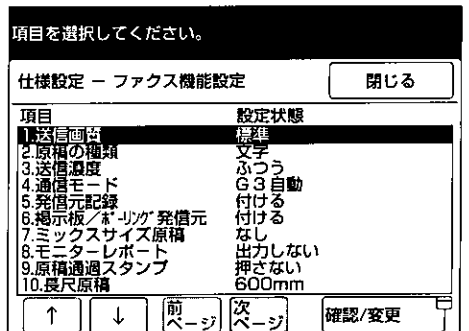 項目を選択してください。
仕様設定 － ファクス機能設定 閉じる
項目 設定状態
1.送信画質 標準
2.原稿の種類 文字
3.送信濃度 ふつう
4.通信モード G3自動
5.発信元記録 付ける
6.掲示板／ﾎﾟｰﾘﾝｸﾞ発信元 付ける
7.ミックスサイズ原稿 なし
8.モニターレポート 出力しない
9.原稿通過スタンプ 押さない
10.長尺原稿 600mm
↑ ↓ 前ページ 次ページ 確認/変更